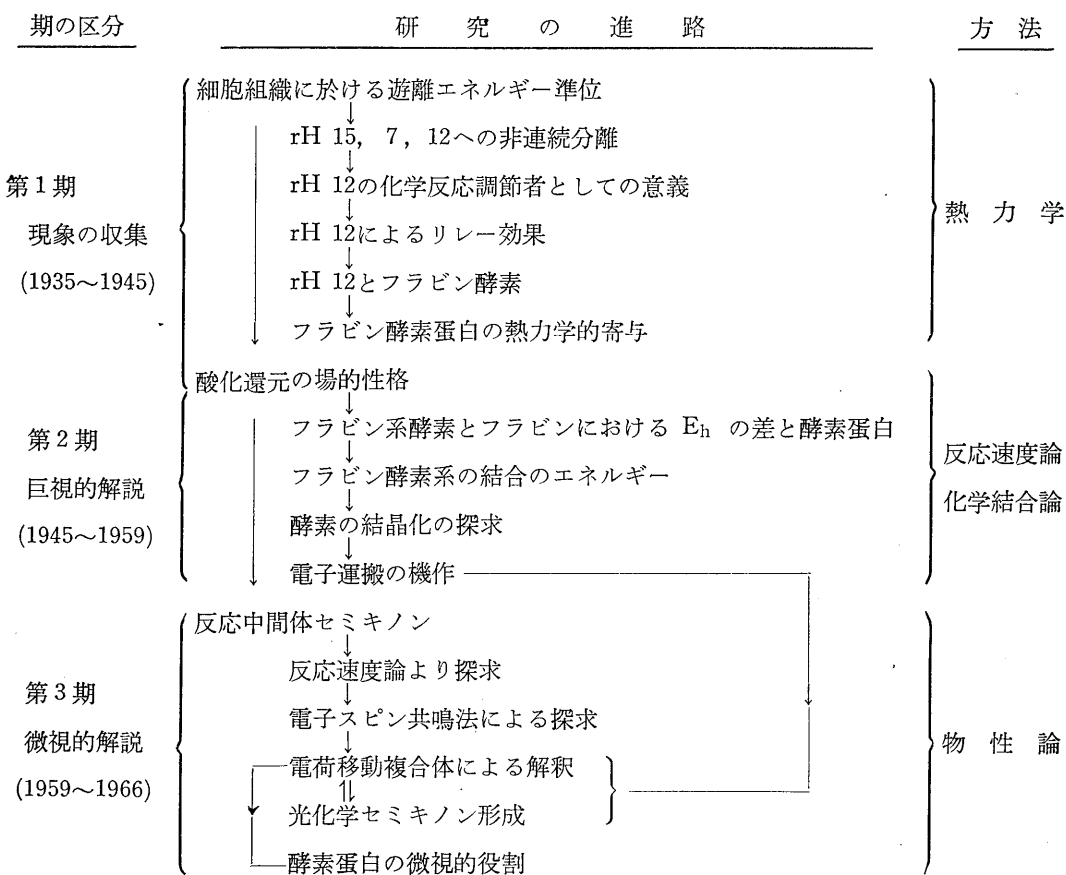 期の区分 研究の進路 方法
細胞組織に於ける遊離エネルギー準位
rH 15, 7, 12への非連続分離
第1期
rH 12の化学反応調節者としての意義
熱力学
現象の収集
rH 12によるリレー効果
(1935～1945)
rH 12とフラビン酵素
フラビン酵素蛋白の熱力学的寄与
酸化還元の場的性格
第2期
フラビン系酵素とフラビンにおける Eh の差と酵素蛋白
反応速度論
巨視的解説
フラビン酵素系の結合のエネルギー
化学結合論
(1945～1959)
酵素の結晶化の探求
電子運搬の機作
反応中間体セミキノン
反応速度論より探求
第3期
電子スピン共鳴法による探求
微視的解説
物性論
(1959～1966)
電荷移動複合体による解釈
光化学セミキノン形成
酵素蛋白の微視的役割